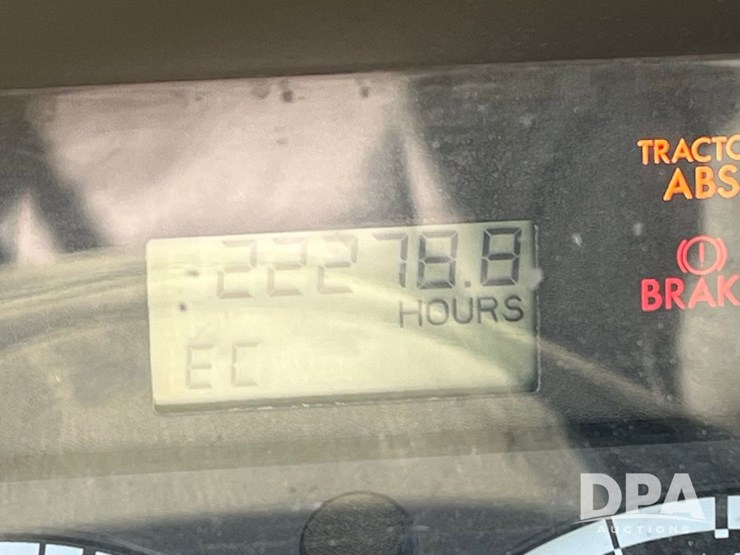 22278.8
HOURS
EC
TRACTO
ABS
BRAK
DPA
AUCTIONS